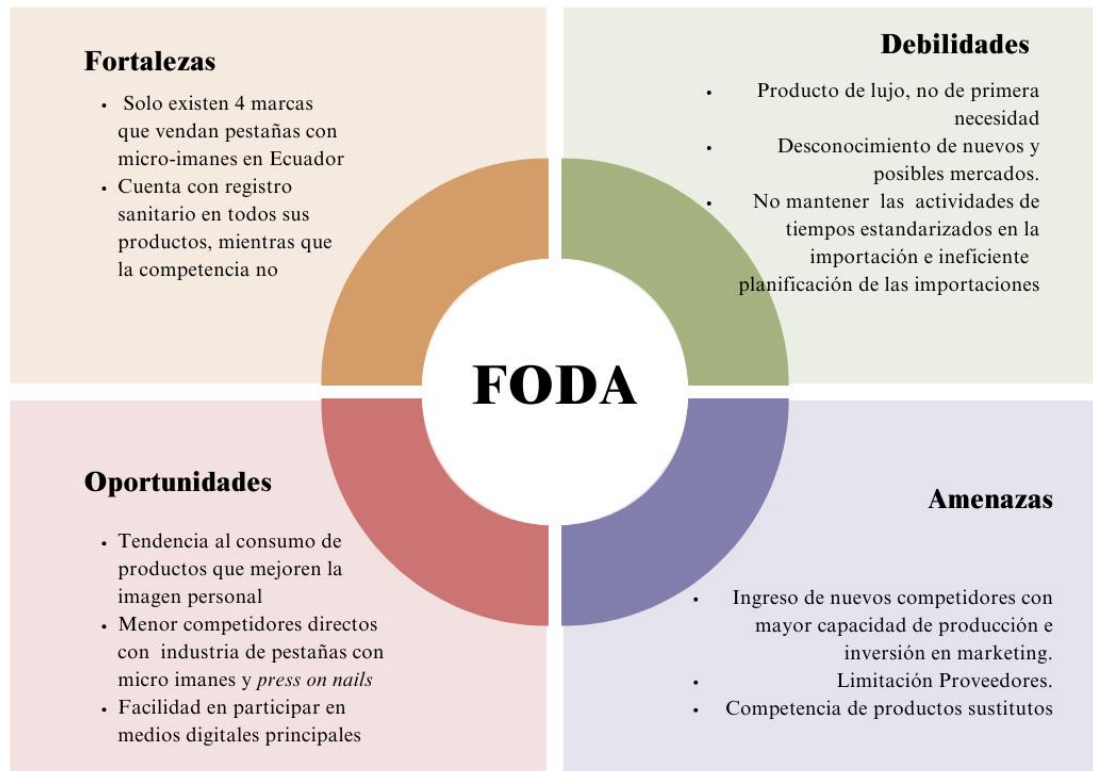 Fortalezas
• Solo existen 4 marcas
que vendan pestañas con
micro-imanes en Ecuador
• Cuenta con registro
sanitario en todos sus
productos, mientras que
la competencia no
Debilidades
• Producto de lujo, no de primera
necesidad
• Desconocimiento de nuevos y
posibles mercados.
• No mantener las actividades de
tiempos estandarizados en la
importación e ineficiente
planificación de las importaciones
FODA
Oportunidades
• Tendencia al consumo de
productos que mejoren la
imagen personal
• Menor competidores directos
con industria de pestañas con
micro imanes y press on nails
• Facilidad en participar en
medios digitales principales
Amenazas
• Ingreso de nuevos competidores con
mayor capacidad de producción e
inversión en marketing.
• Limitación Proveedores.
• Competencia de productos sustitutos